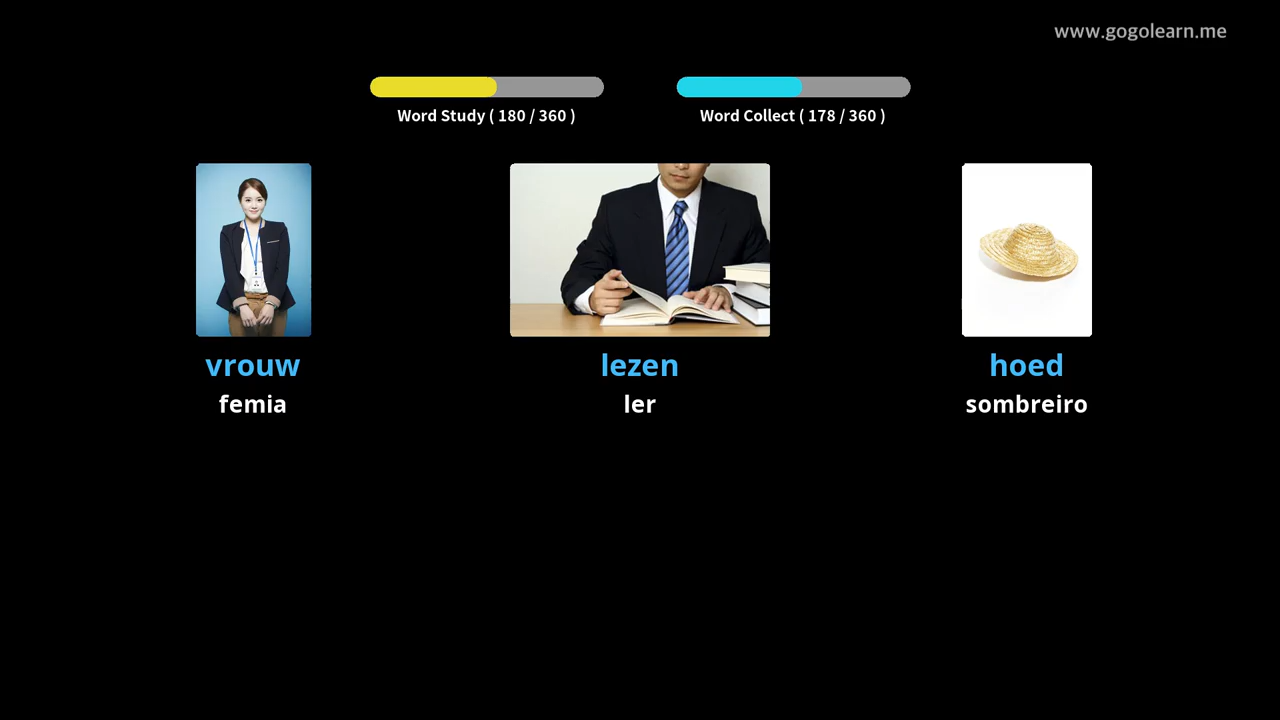 www.gogolearn.me
Word Study ( 180 / 360 )
Word Collect ( 178 / 360 )
vrouw
femia
lezen
ler
hoed
sombreiro